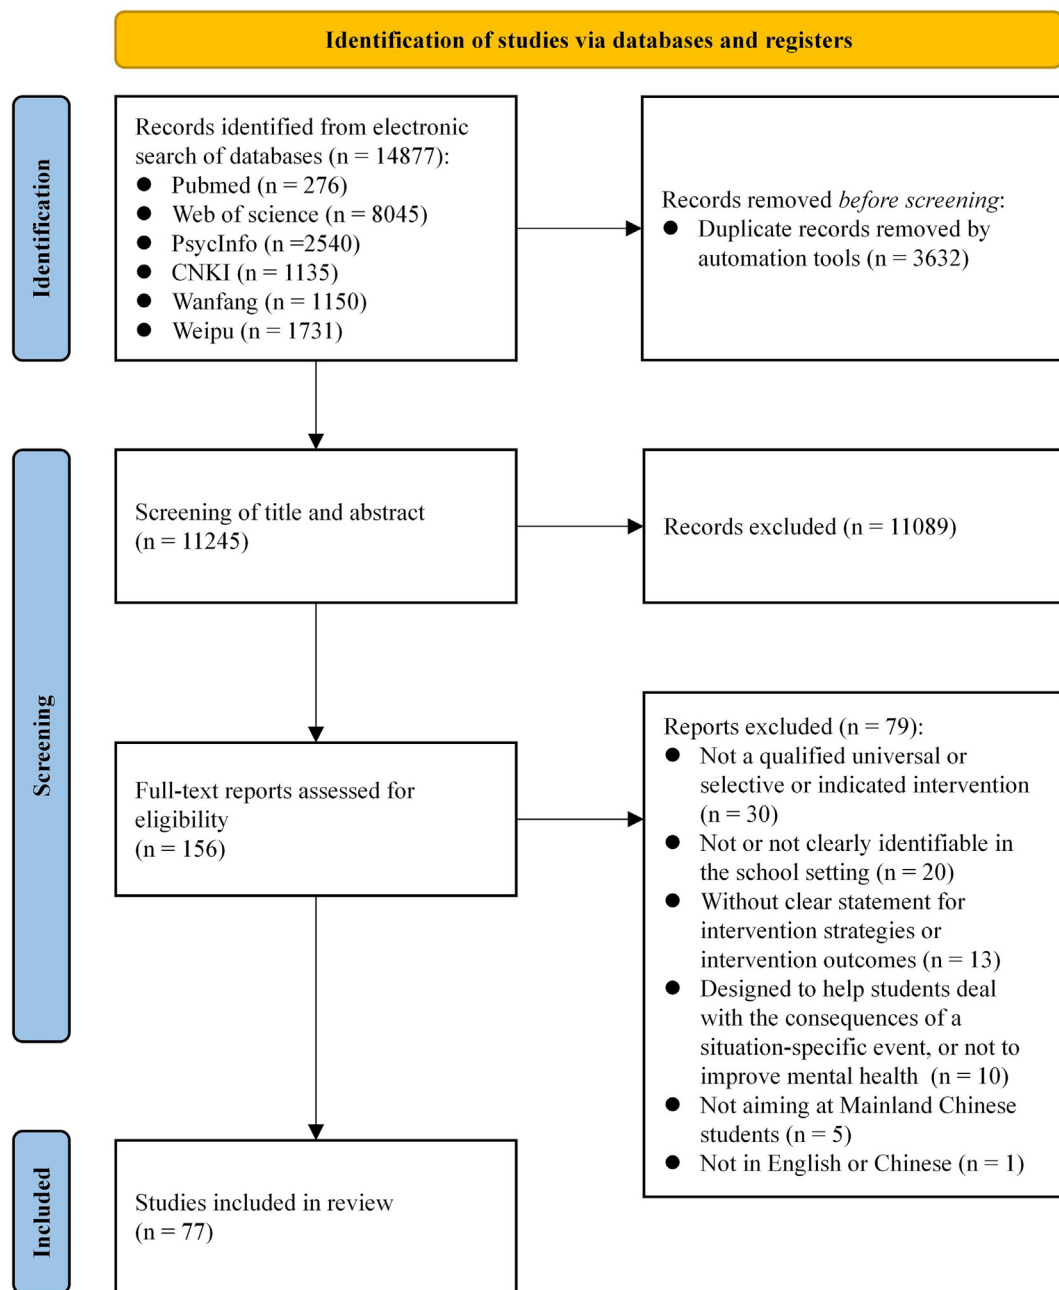 Identification of studies via databases and registers
Identification
Records identified from electronic
search of databases (n = 14877):
● Pubmed (n = 276)
● Web of science (n = 8045)
● PsycInfo (n =2540)
● CNKI (n = 1135)
● Wanfang (n = 1150)
● Weipu (n = 1731)
Records removed before screening:
● Duplicate records removed by
automation tools (n = 3632)
Screening
Screening of title and abstract
(n = 11245)
Records excluded (n = 11089)
Full-text reports assessed for
eligibility
(n = 156)
Reports excluded (n = 79):
● Not a qualified universal or
selective or indicated intervention
(n = 30)
● Not or not clearly identifiable in
the school setting (n = 20)
● Without clear statement for
intervention strategies or
intervention outcomes (n = 13)
● Designed to help students deal
with the consequences of a
situation-specific event, or not to
improve mental health (n = 10)
● Not aiming at Mainland Chinese
students (n = 5)
● Not in English or Chinese (n = 1)
Included
Studies included in review
(n = 77)